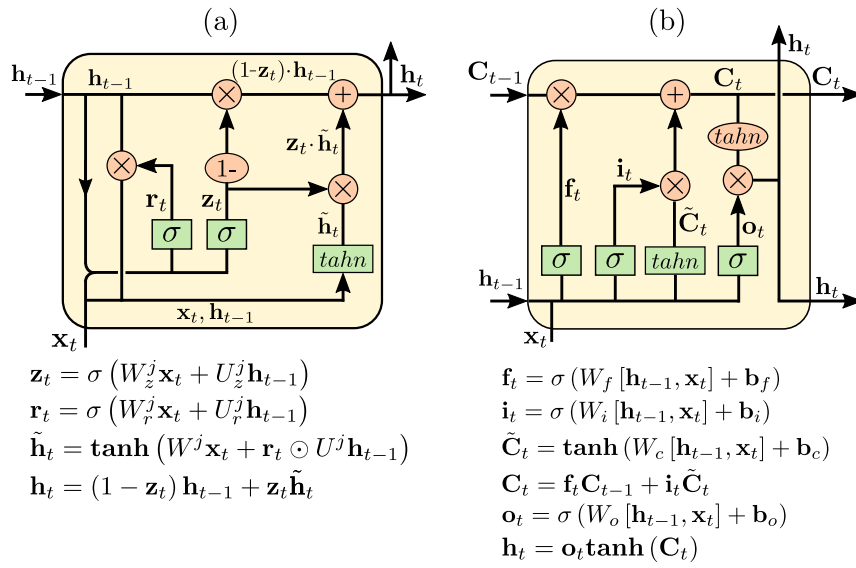 (a)
h_{t-1}
h_{t-1}
(1-z_t)·h_{t-1}
h_t
×
+
z_t·h̃_t
×
1-
×
r_t
z_t
h̃_t
σ
σ
tahn
x_t, h_{t-1}
x_t
z_t = σ (W_z^j x_t + U_z^j h_{t-1})
r_t = σ (W_r^j x_t + U_r^j h_{t-1})
h̃_t = tanh (W^j x_t + r_t ⊙ U^j h_{t-1})
h_t = (1 − z_t) h_{t-1} + z_t h̃_t
(b)
h_t
C_{t-1}
C_t
C_t
×
+
tahn
i_t
f_t
×
×
C̃_t
o_t
σ
σ
tahn
σ
h_{t-1}
h_t
x_t
f_t = σ (W_f [h_{t-1}, x_t] + b_f)
i_t = σ (W_i [h_{t-1}, x_t] + b_i)
C̃_t = tanh (W_c [h_{t-1}, x_t] + b_c)
C_t = f_t C_{t-1} + i_t C̃_t
o_t = σ (W_o [h_{t-1}, x_t] + b_o)
h_t = o_t tanh (C_t)